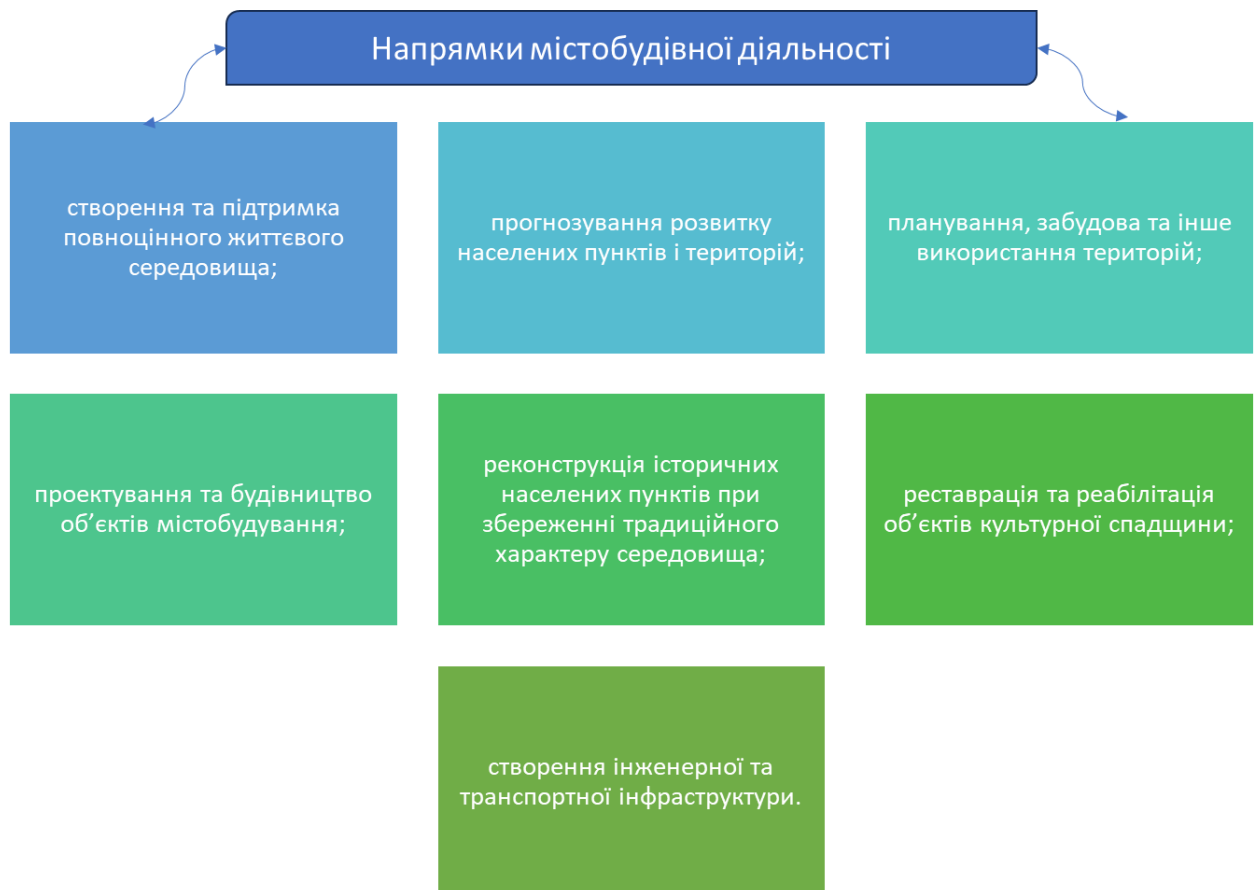 Напрямки містобудівної діяльності
створення та підтримка
повноцінного життєвого
середовища;
прогнозування розвитку
населених пунктів і територій;
планування, забудова та інше
використання територій;
проектування та будівництво
об’єктів містобудування;
реконструкція історичних
населених пунктів при
збереженні традиційного
характеру середовища;
реставрація та реабілітація
об’єктів культурної спадщини;
створення інженерної та
транспортної інфраструктури.